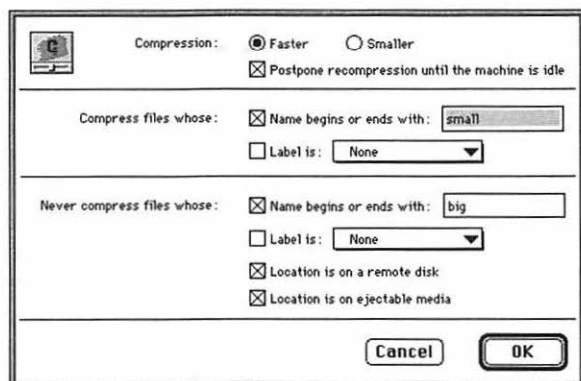 Compression: Faster Smaller
Postpone recompression until the machine is idle
Compress files whose: Name begins or ends with: small
Label is: None
Never compress files whose: Name begins or ends with: big
Label is: None
Location is on a remote disk
Location is on ejectable media
Cancel OK